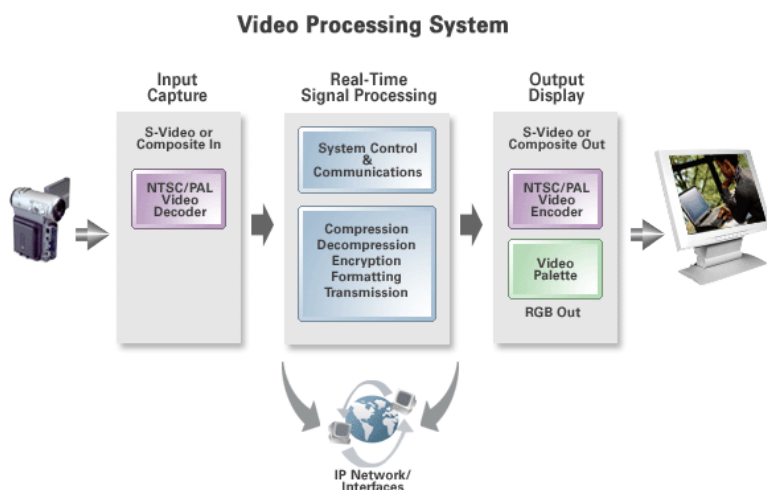 Video Processing System
Input
Capture
S-Video or
Composite In
NTSC/PAL
Video
Decoder
Real-Time
Signal Processing
System Control
&
Communications
Compression
Decompression
Encryption
Formatting
Transmission
Output
Display
S-Video or
Composite Out
NTSC/PAL
Video
Encoder
Video
Palette
RGB Out
IP Network/
Interfaces